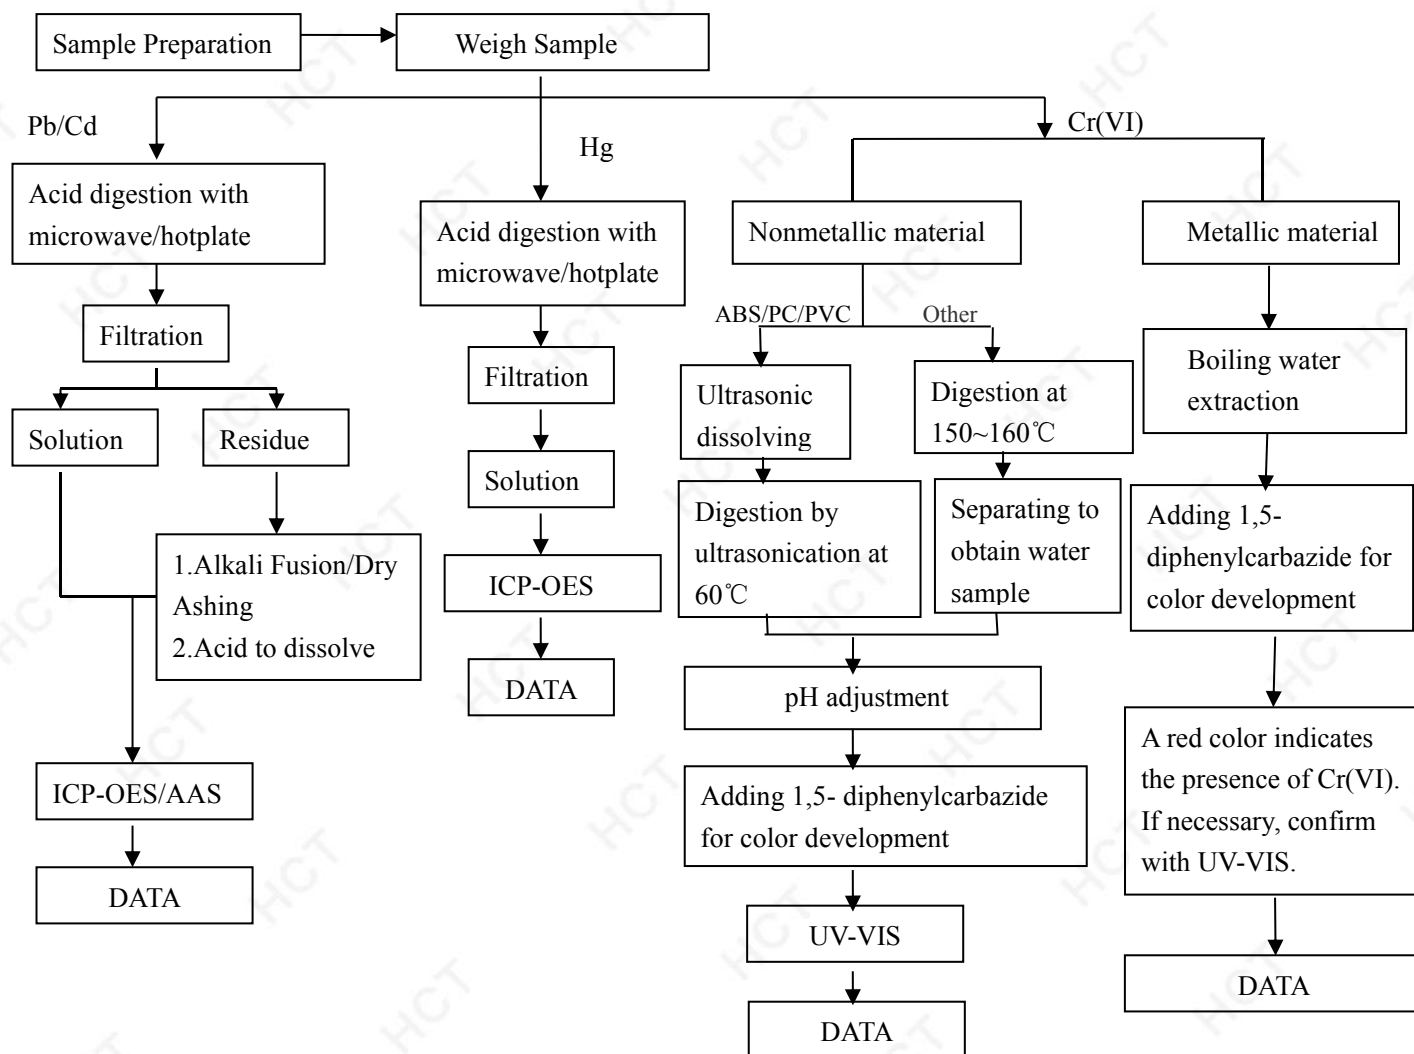 Sample Preparation
Weigh Sample
Pb/Cd
Hg
Cr(VI)
Acid digestion with
microwave/hotplate
Filtration
Solution
Residue
1.Alkali Fusion/Dry
Ashing
2.Acid to dissolve
ICP-OES/AAS
DATA
Acid digestion with
microwave/hotplate
Filtration
Solution
ICP-OES
DATA
Nonmetallic material
ABS/PC/PVC
Other
Ultrasonic
dissolving
Digestion by
ultrasonication at
60℃
Digestion at
150~160℃
Separating to
obtain water
sample
pH adjustment
Adding 1,5- diphenylcarbazide
for color development
UV-VIS
DATA
Metallic material
Boiling water
extraction
Adding 1,5-
diphenylcarbazide for
color development
A red color indicates
the presence of Cr(VI).
If necessary, confirm
with UV-VIS.
DATA
HCT